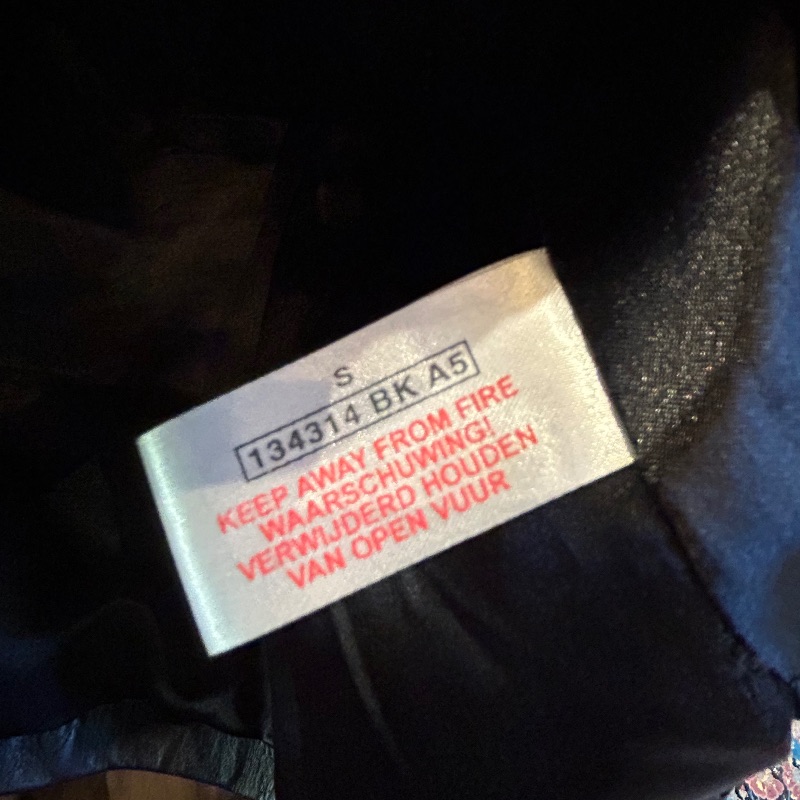 S
134314 BK A5
KEEP AWAY FROM FIRE
WAARSCHUWING!
VERWIJDERD HOUDEN
VAN OPEN VUUR